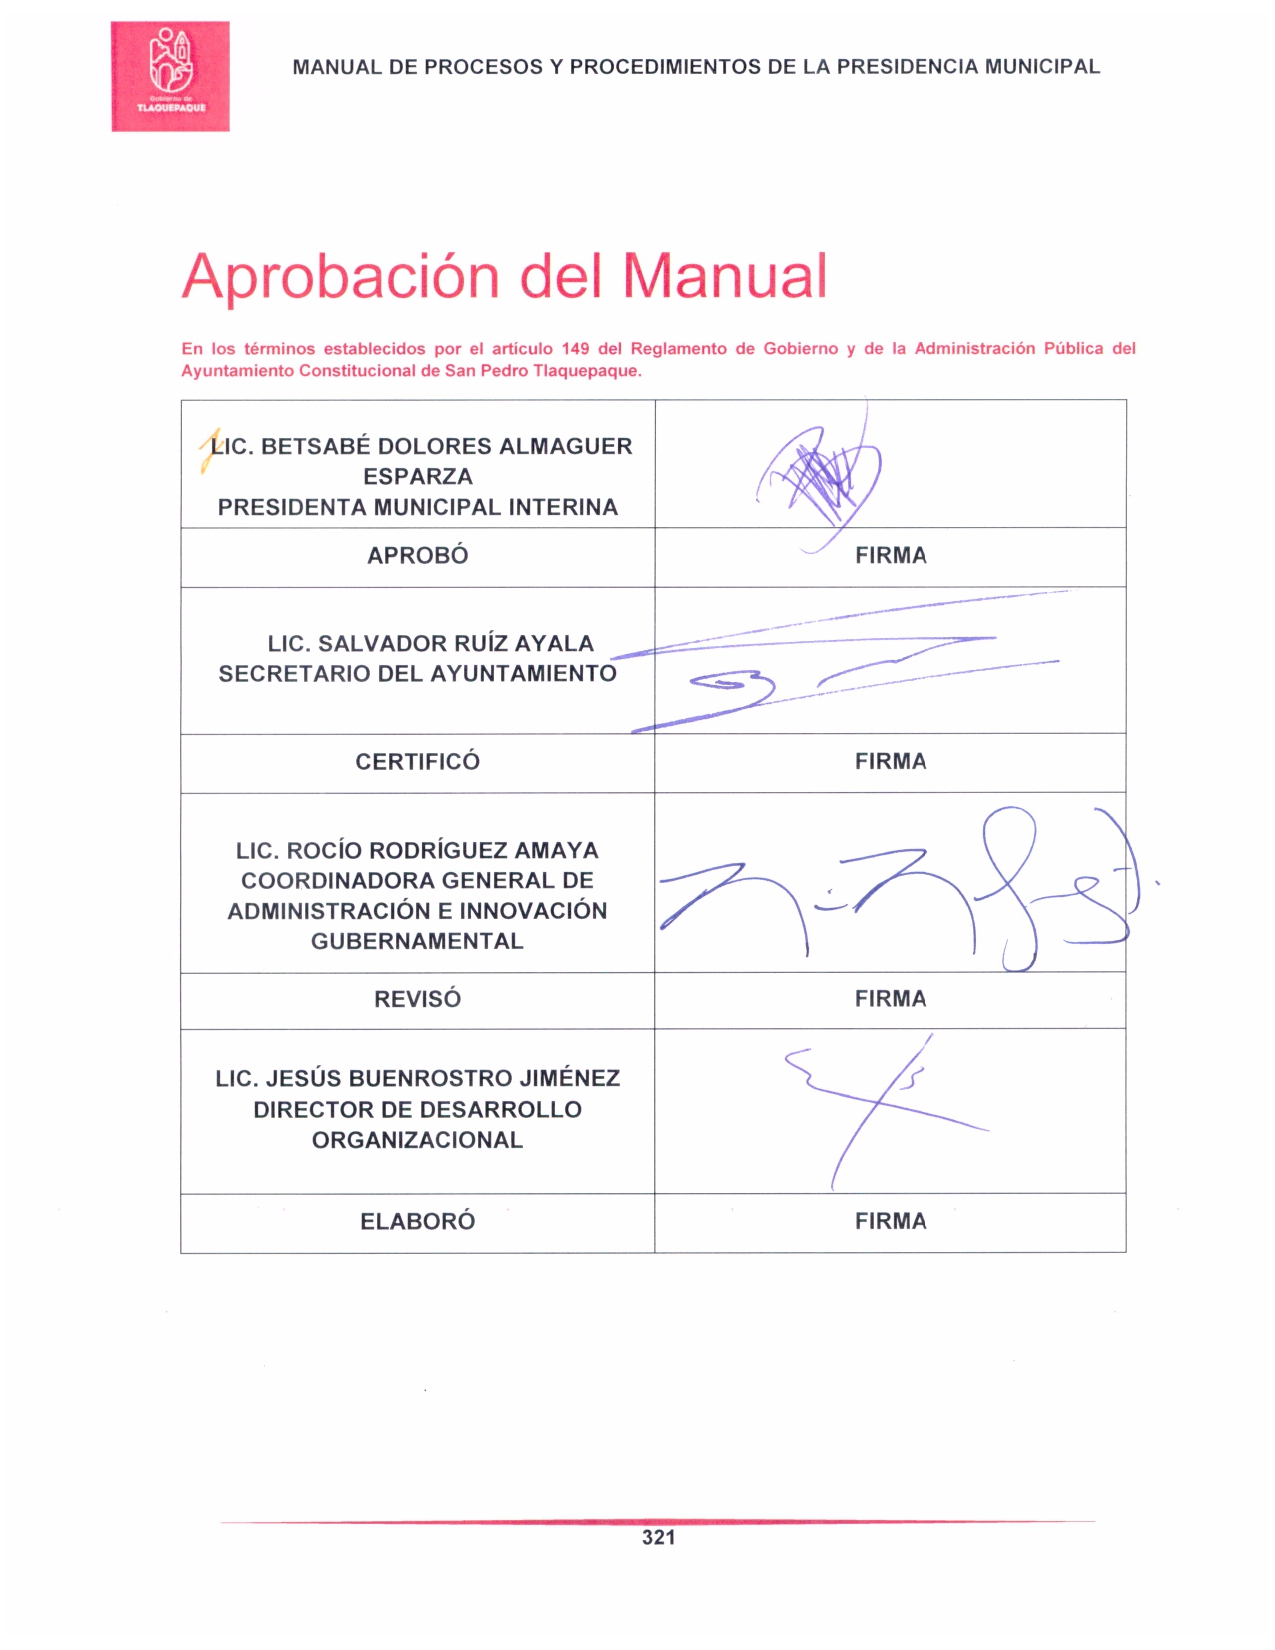 Gobierno de
TLAQUEPAQUE
MANUAL DE PROCESOS Y PROCEDIMIENTOS DE LA PRESIDENCIA MUNICIPAL
Aprobación del Manual
En los términos establecidos por el artículo 149 del Reglamento de Gobierno y de la Administración Pública del
Ayuntamiento Constitucional de San Pedro Tlaquepaque.
LIC. BETSABÉ DOLORES ALMAGUER
ESPARZA
PRESIDENTA MUNICIPAL INTERINA
APROBÓ
FIRMA
LIC. SALVADOR RUÍZ AYALA
SECRETARIO DEL AYUNTAMIENTO
CERTIFICÓ
FIRMA
LIC. ROCÍO RODRÍGUEZ AMAYA
COORDINADORA GENERAL DE
ADMINISTRACIÓN E INNOVACIÓN
GUBERNAMENTAL
REVISÓ
FIRMA
LIC. JESÚS BUENROSTRO JIMÉNEZ
DIRECTOR DE DESARROLLO
ORGANIZACIONAL
ELABORÓ
FIRMA
321